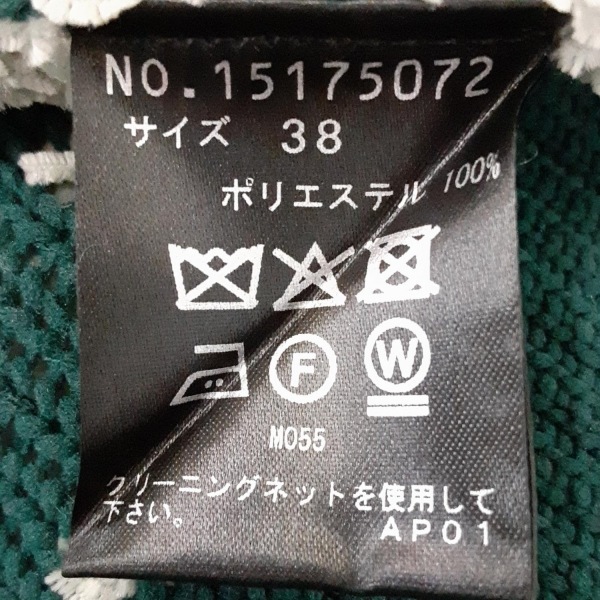 NO.15175072
サイズ 38
ポリエステル 100%
F W
M055
クリーニングネットを使用して
下さい。
AP01